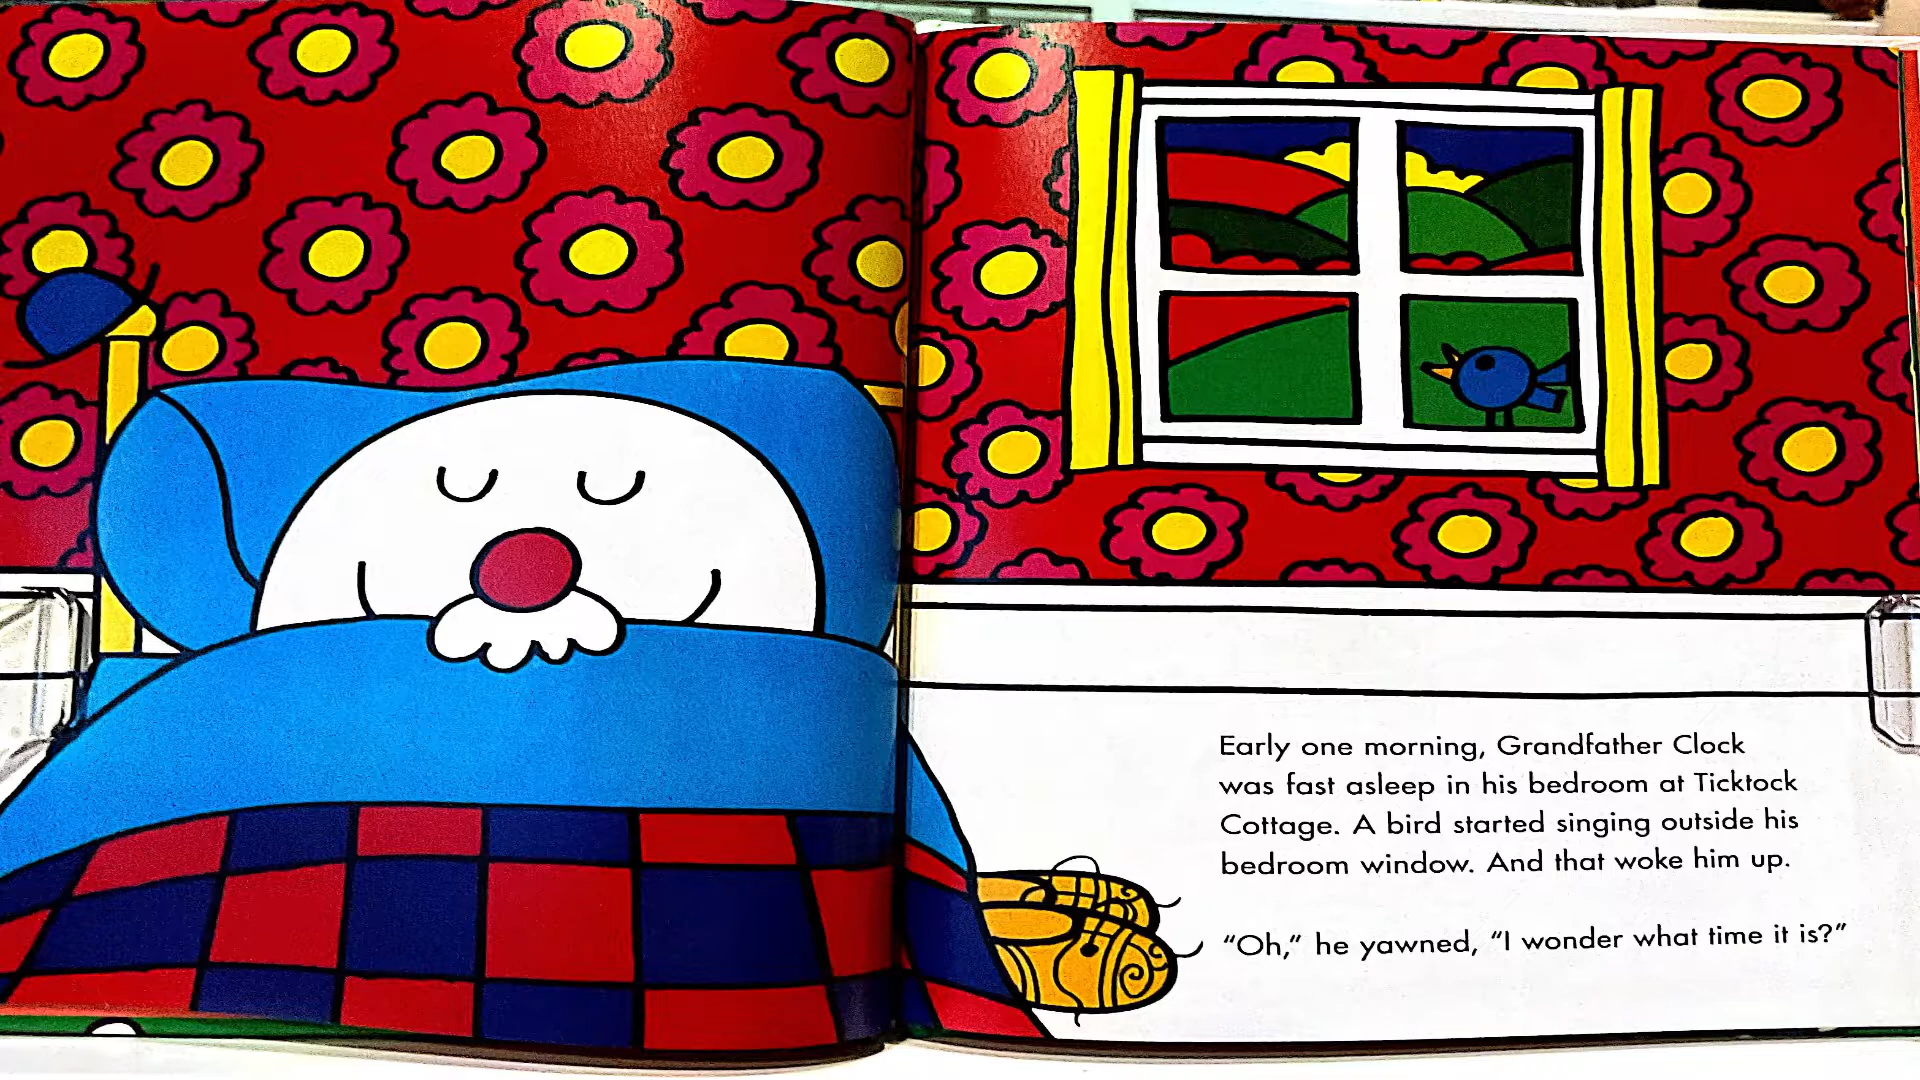 Early one morning, Grandfather Clock
was fast asleep in his bedroom at Ticktock
Cottage. A bird started singing outside his
bedroom window. And that woke him up.
“Oh,” he yawned, “I wonder what time it is?”